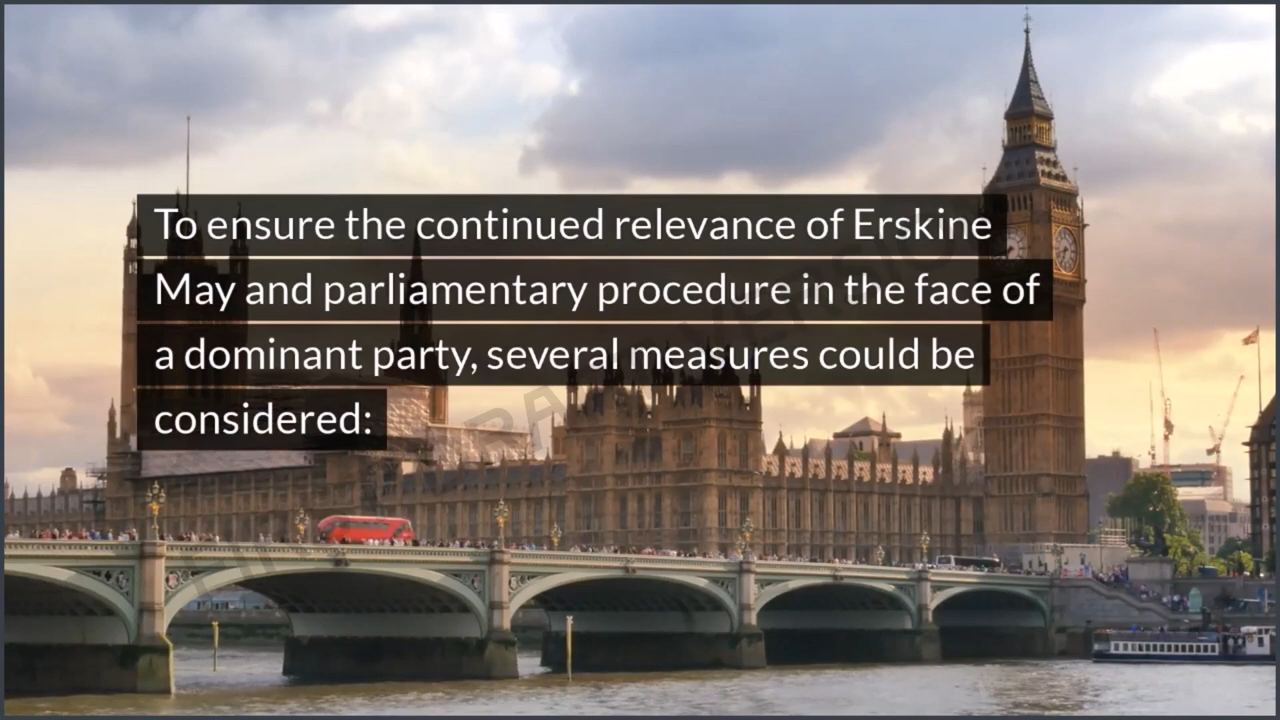 To ensure the continued relevance of Erskine
May and parliamentary procedure in the face of
a dominant party, several measures could be
considered: